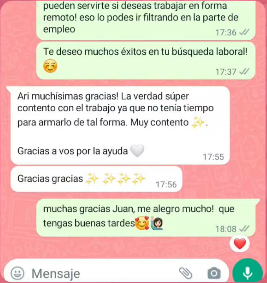 pueden servirte si deseas trabajar en forma
remoto! eso lo podes ir filtrando en la parte de
empleo
17:36
Te deseo muchos éxitos en tu búsqueda laboral!
☺️
17:37
Ari muchísimas gracias! La verdad súper
contento con el trabajo ya que no tenía tiempo
para armarlo de tal forma. Muy contento ✨.
Gracias a vos por la ayuda 🤍
17:55
Gracias gracias ✨ ✨✨✨
17:56
muchas gracias Juan, me alegro mucho! que
tengas buenas tardes🥰👩🏻‍💻
18:08
Mensaje